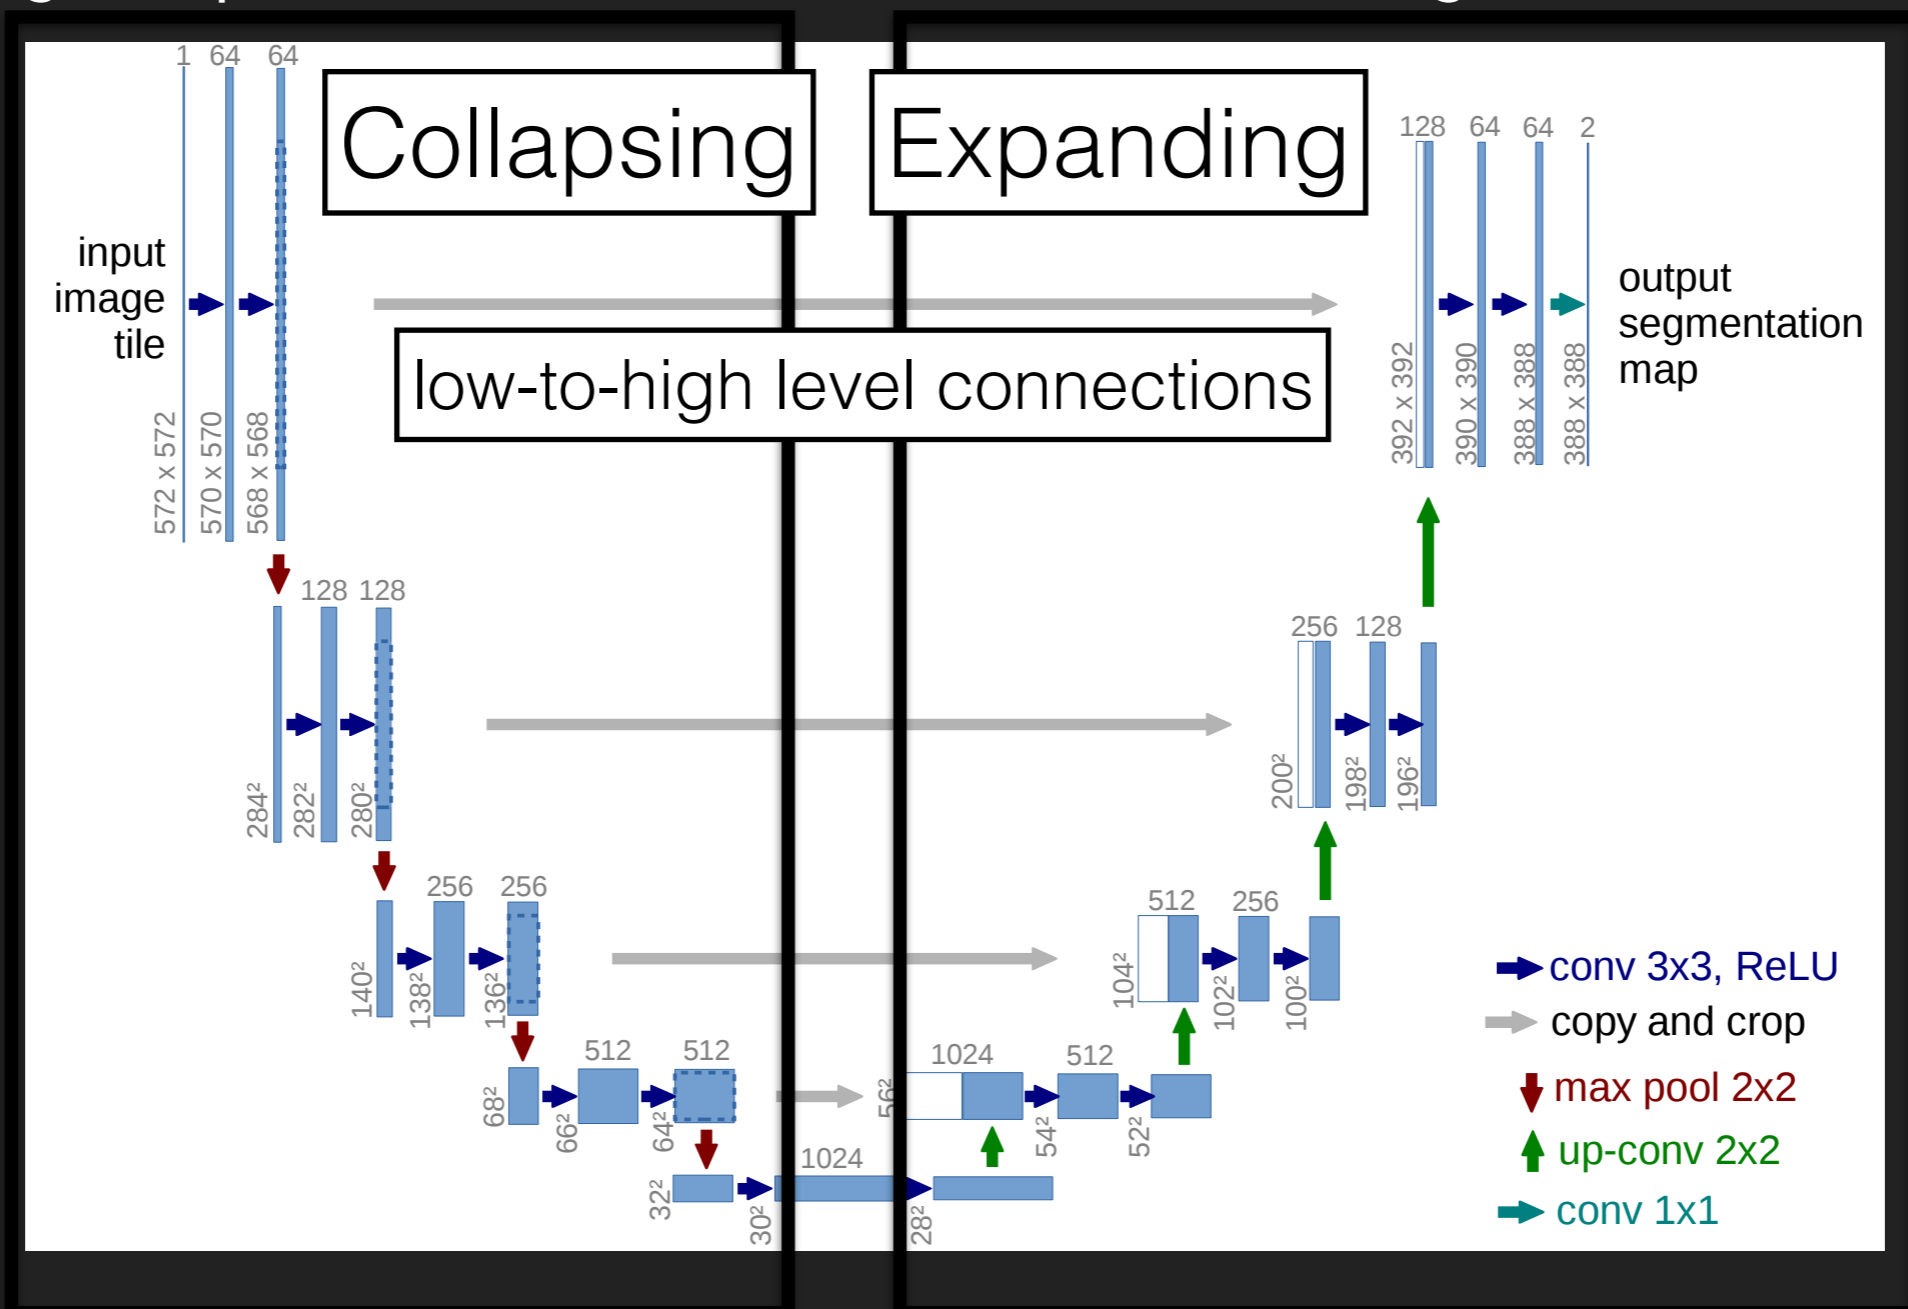 1 64 64
Collapsing
Expanding
128 64 64 2
input
image
tile
output
segmentation
map
low-to-high level connections
572 x 572
570 x 570
568 x 568
392 x 392
390 x 390
388 x 388
388 x 388
128 128
284²
282²
280²
256 128
200²
198²
196²
256 256
140²
138²
136²
512 256
104²
102²
100²
512 512
68²
66²
64²
1024 512
56²
54²
52²
1024
32²
30²
28²
conv 3x3, ReLU
copy and crop
max pool 2x2
up-conv 2x2
conv 1x1